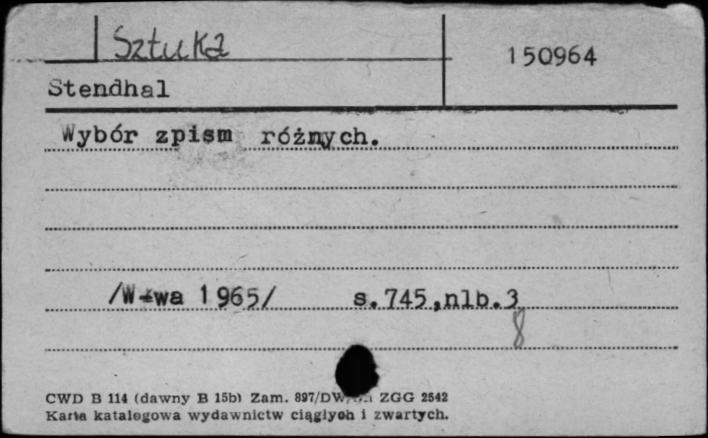 Sztuka
150964
Stendhal
Wybór zpism różnych.
/W-wa 1965/ s.745,nlb.3
8
CWD B 114 (dawny B 15b) Zam. 897/DW/ ZGG 2542
Karta katalogowa wydawnictw ciągłych i zwartych.